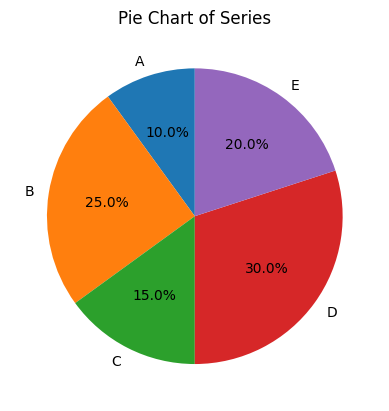 Pie Chart of Series
A
E
10.0%
20.0%
B
25.0%
30.0%
15.0%
D
C